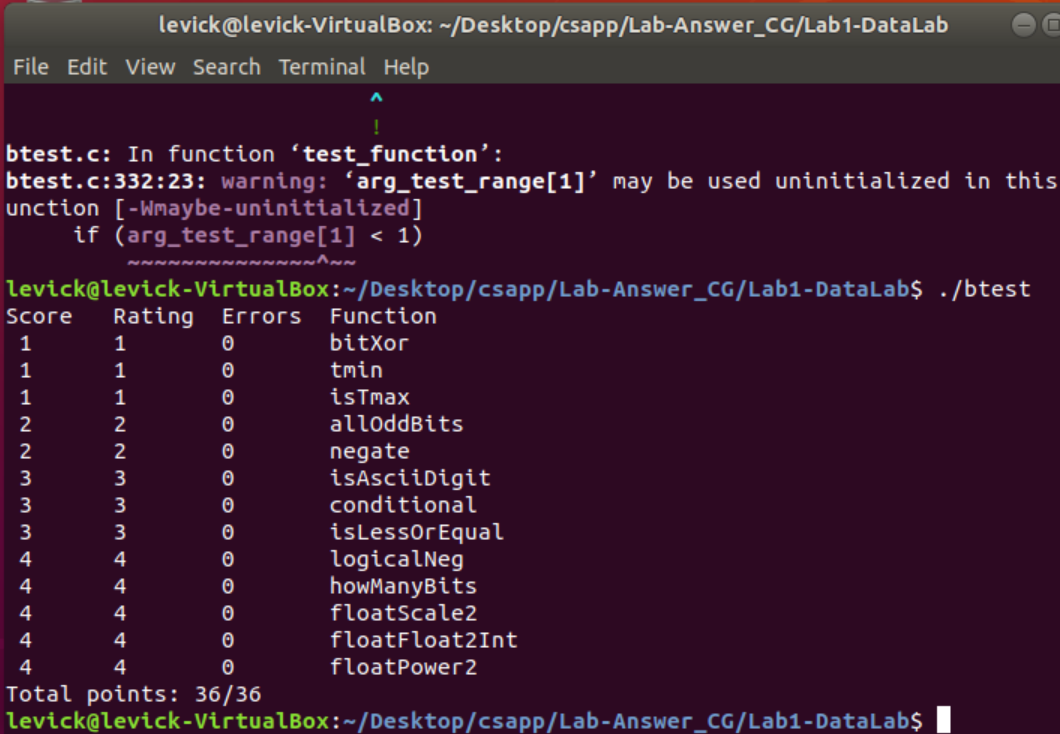 levick@levick-VirtualBox: ~/Desktop/csapp/Lab-Answer_CG/Lab1-DataLab
File Edit View Search Terminal Help
^
!
btest.c: In function ‘test_function’:
btest.c:332:23: warning: ‘arg_test_range[1]’ may be used uninitialized in this
unction [-Wmaybe-uninitialized]
if (arg_test_range[1] < 1)
~~~~~~~~~~~~~~^~~
levick@levick-VirtualBox:~/Desktop/csapp/Lab-Answer_CG/Lab1-DataLab$ ./btest
Score Rating Errors Function
1 1 0 bitXor
1 1 0 tmin
1 1 0 isTmax
2 2 0 allOddBits
2 2 0 negate
3 3 0 isAsciiDigit
3 3 0 conditional
3 3 0 isLessOrEqual
4 4 0 logicalNeg
4 4 0 howManyBits
4 4 0 floatScale2
4 4 0 floatFloat2Int
4 4 0 floatPower2
Total points: 36/36
levick@levick-VirtualBox:~/Desktop/csapp/Lab-Answer_CG/Lab1-DataLab$